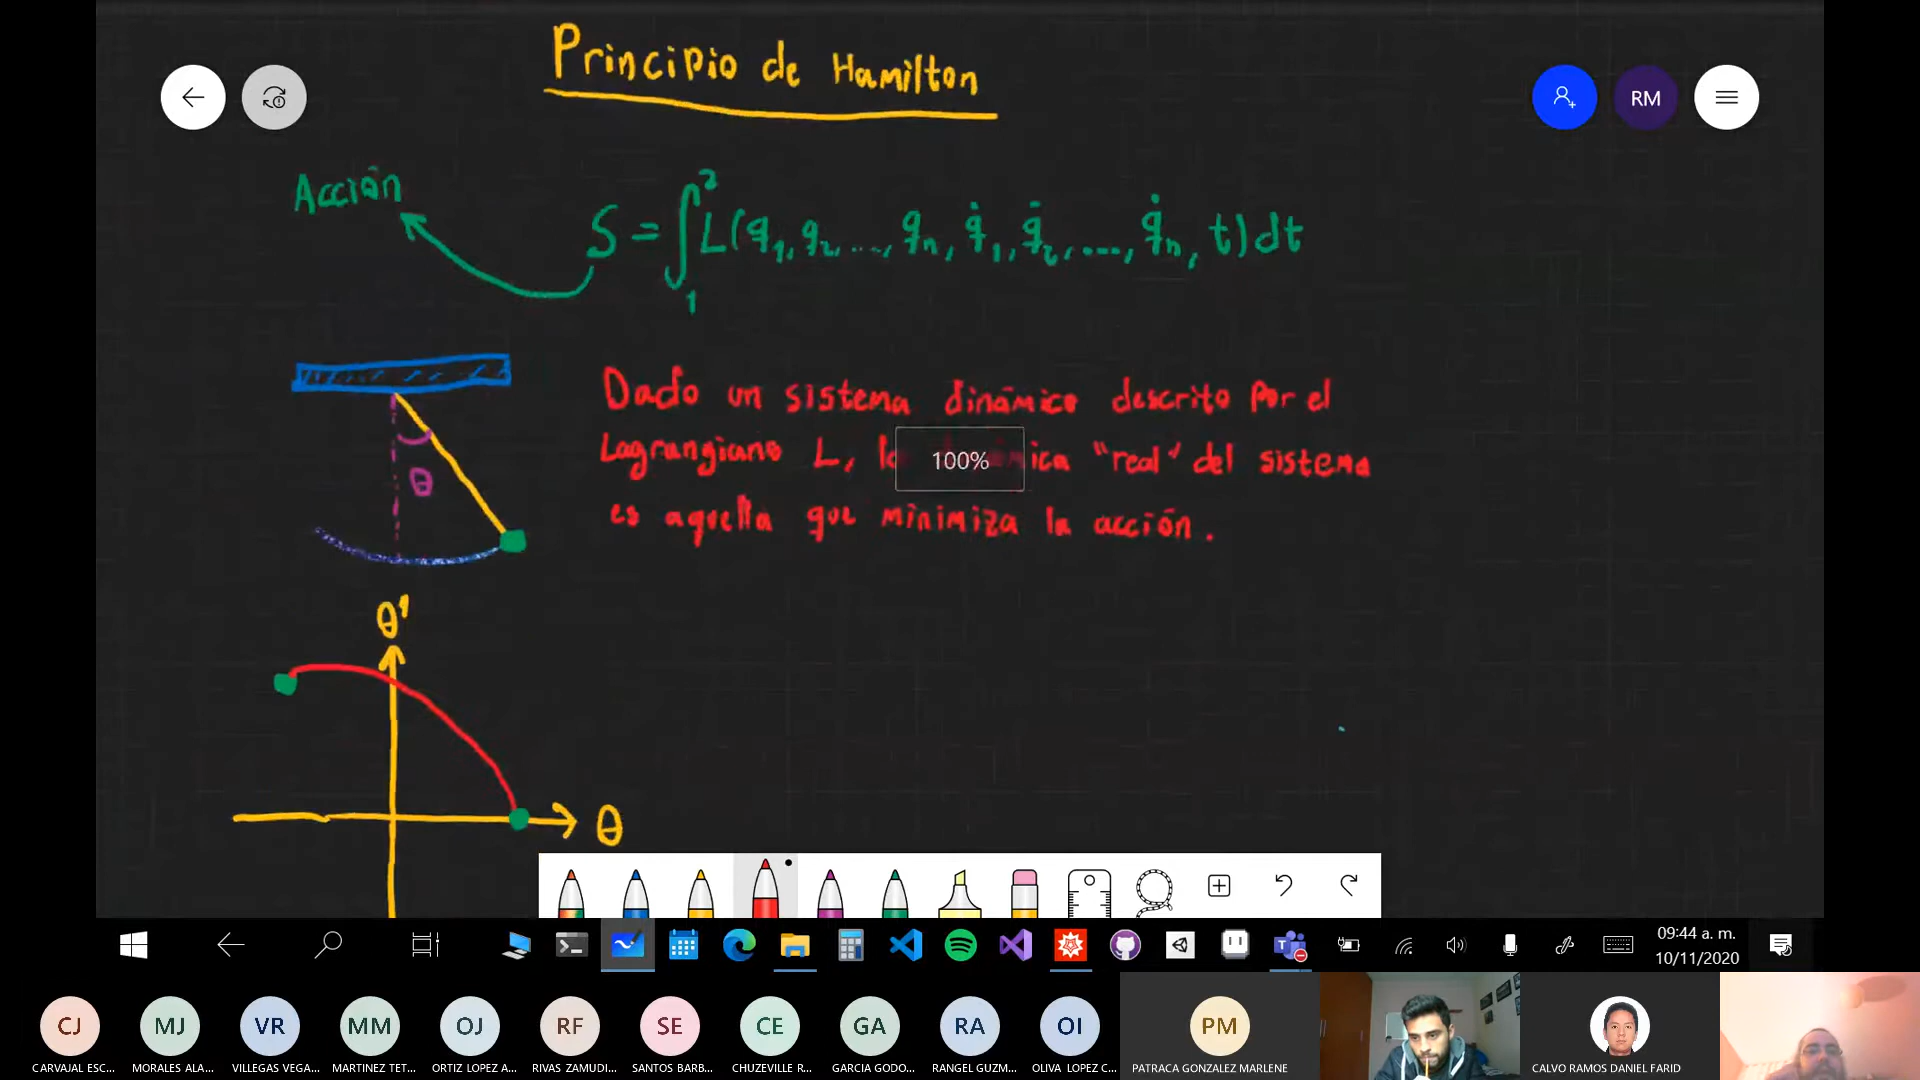 Principio de Hamilton
RM
Acción
S = ∫₁² L(q₁, q₂, ..., qₙ, q̇₁, q̇₂, ..., q̇ₙ, t) dt
Dado un sistema dinámico descrito por el
Lagrangiano L, 100% "real" del sistema
es aquella que minimiza la acción.
θ
θ'
θ
09:44 a. m.
10/11/2020
CJ MJ VR MM OJ RF SE CE GA RA OI PM
CARVAJAL ESC... MORALES ALA... VILLEGAS VEGA... MARTINEZ TET... ORTIZ LOPEZ A... RIVAS ZAMUDI... SANTOS BARB... CHUZEVILLE R... GARCIA GODO... RANGEL GUZM... OLIVA LOPEZ C... PATRACA GONZALEZ MARLENE CALVO RAMOS DANIEL FARID